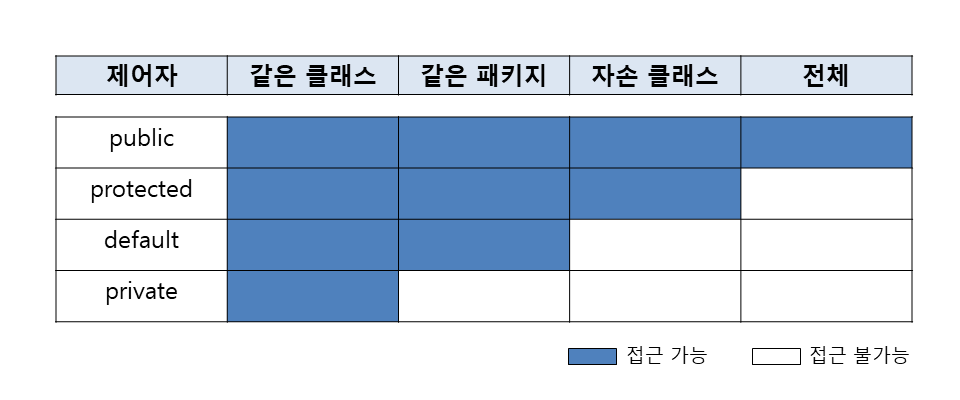 제어자 같은 클래스 같은 패키지 자손 클래스 전체
public
protected
default
private
접근 가능 접근 불가능